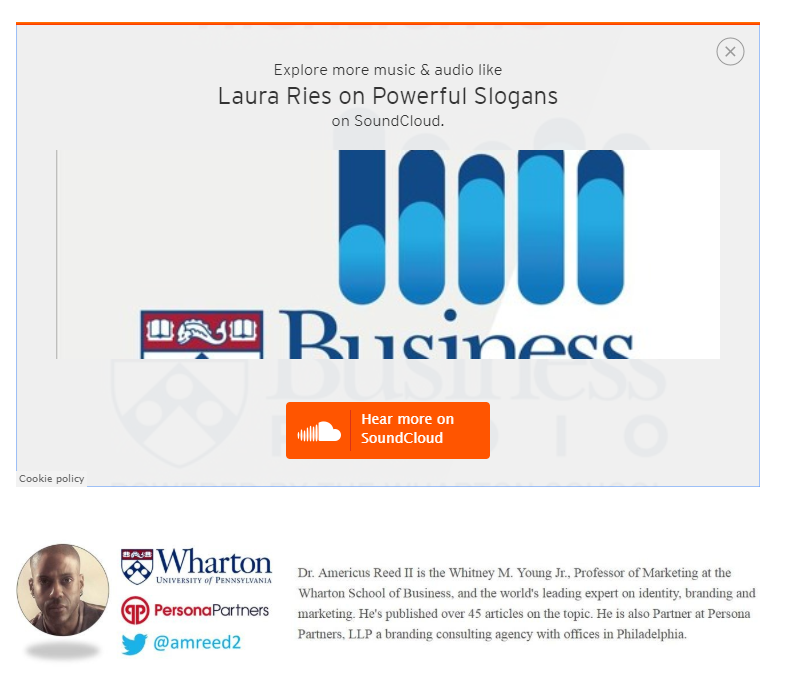 Explore more music & audio like
Laura Ries on Powerful Slogans
on SoundCloud.
Business
Business
Hear more on
SoundCloud
Cookie policy
Wharton
UNIVERSITY of PENNSYLVANIA
PersonaPartners
@amreed2
Dr. Americus Reed II is the Whitney M. Young Jr., Professor of Marketing at the
Wharton School of Business, and the world's leading expert on identity, branding and
marketing. He's published over 45 articles on the topic. He is also Partner at Persona
Partners, LLP a branding consulting agency with offices in Philadelphia.